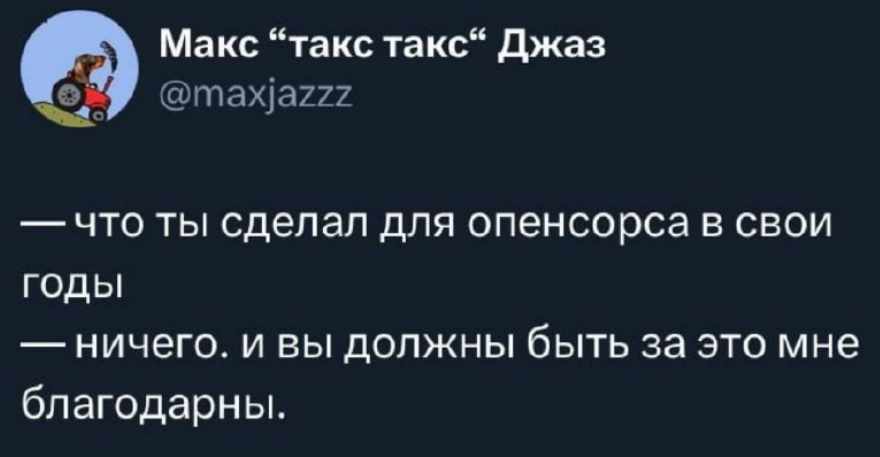 Макс “такс такс“ Джаз
@maxjazzz
— что ты сделал для опенсорса в свои
годы
— ничего. и вы должны быть за это мне
благодарны.